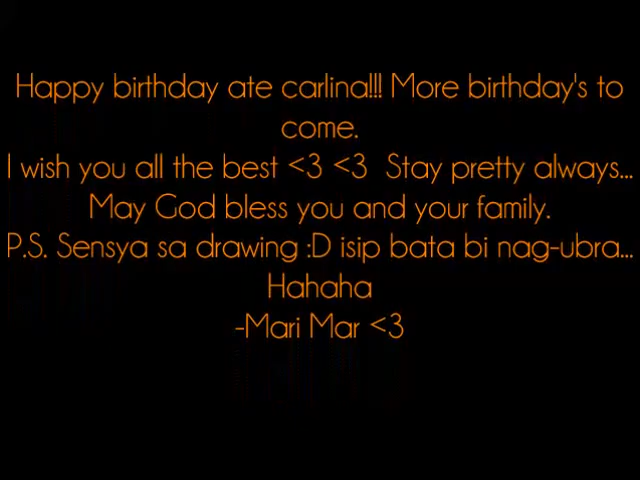 Happy birthday ate carlina!!! More birthday's to
come.
I wish you all the best <3 <3  Stay pretty always...
May God bless you and your family.
P.S. Sensya sa drawing :D isip bata bi nag-ubra...
Hahaha
-Mari Mar <3